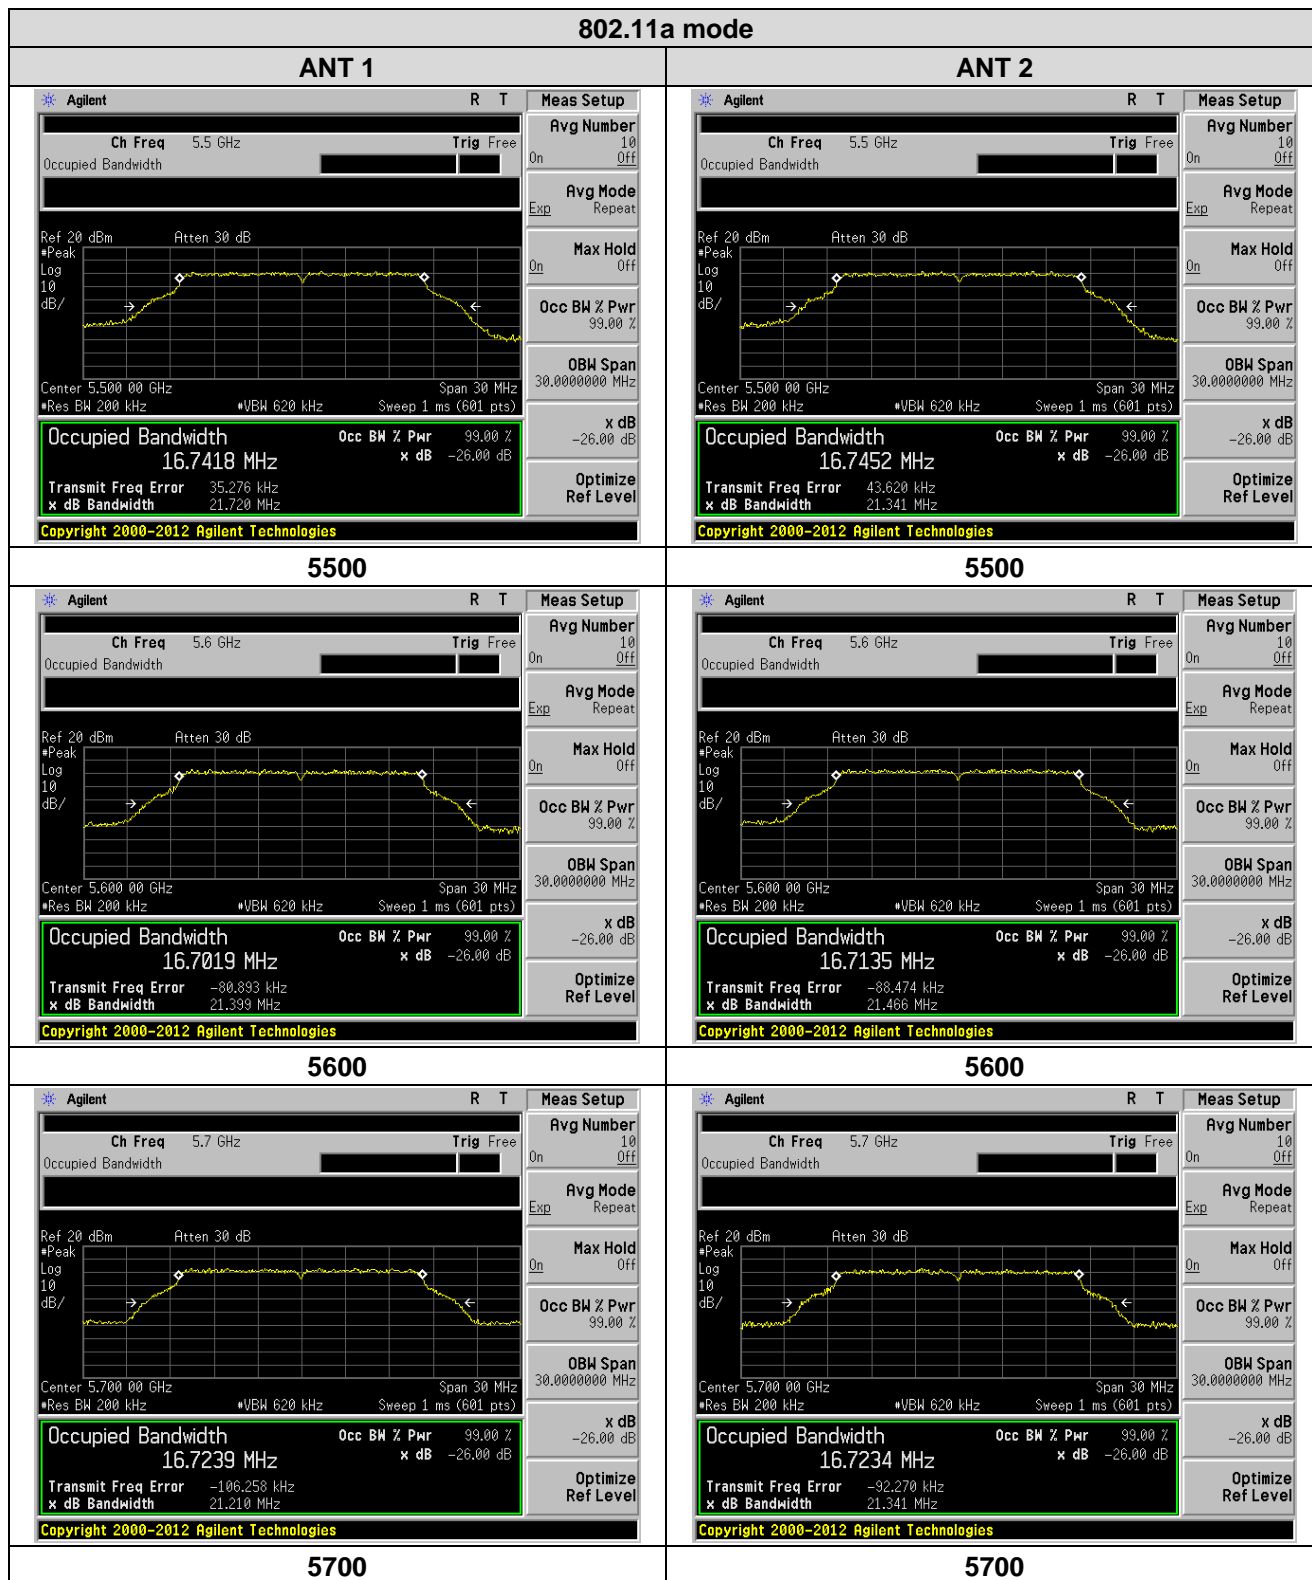 802.11a mode
ANT 1
ANT 2
Agilent R T Meas Setup
Ch Freq 5.5 GHz Trig Free
Occupied Bandwidth
Avg Number
10
On Off
Avg Mode
Exp Repeat
Ref 20 dBm Atten 30 dB
#Peak
Log
10
dB/
Max Hold
On Off
Occ BW % Pwr
99.00 %
OBW Span
30.0000000 MHz
Center 5.500 00 GHz Span 30 MHz
#Res BW 200 kHz #VBW 620 kHz Sweep 1 ms (601 pts)
x dB
-26.00 dB
Occupied Bandwidth Occ BW % Pwr 99.00 %
16.7418 MHz x dB -26.00 dB
Transmit Freq Error 35.276 kHz
x dB Bandwidth 21.720 MHz
Optimize
Ref Level
Copyright 2000-2012 Agilent Technologies
Agilent R T Meas Setup
Ch Freq 5.5 GHz Trig Free
Occupied Bandwidth
Avg Number
10
On Off
Avg Mode
Exp Repeat
Ref 20 dBm Atten 30 dB
#Peak
Log
10
dB/
Max Hold
On Off
Occ BW % Pwr
99.00 %
OBW Span
30.0000000 MHz
Center 5.500 00 GHz Span 30 MHz
#Res BW 200 kHz #VBW 620 kHz Sweep 1 ms (601 pts)
x dB
-26.00 dB
Occupied Bandwidth Occ BW % Pwr 99.00 %
16.7452 MHz x dB -26.00 dB
Transmit Freq Error 43.620 kHz
x dB Bandwidth 21.341 MHz
Optimize
Ref Level
Copyright 2000-2012 Agilent Technologies
5500
5500
Agilent R T Meas Setup
Ch Freq 5.6 GHz Trig Free
Occupied Bandwidth
Avg Number
10
On Off
Avg Mode
Exp Repeat
Ref 20 dBm Atten 30 dB
#Peak
Log
10
dB/
Max Hold
On Off
Occ BW % Pwr
99.00 %
OBW Span
30.0000000 MHz
Center 5.600 00 GHz Span 30 MHz
#Res BW 200 kHz #VBW 620 kHz Sweep 1 ms (601 pts)
x dB
-26.00 dB
Occupied Bandwidth Occ BW % Pwr 99.00 %
16.7019 MHz x dB -26.00 dB
Transmit Freq Error -80.893 kHz
x dB Bandwidth 21.399 MHz
Optimize
Ref Level
Copyright 2000-2012 Agilent Technologies
Agilent R T Meas Setup
Ch Freq 5.6 GHz Trig Free
Occupied Bandwidth
Avg Number
10
On Off
Avg Mode
Exp Repeat
Ref 20 dBm Atten 30 dB
#Peak
Log
10
dB/
Max Hold
On Off
Occ BW % Pwr
99.00 %
OBW Span
30.0000000 MHz
Center 5.600 00 GHz Span 30 MHz
#Res BW 200 kHz #VBW 620 kHz Sweep 1 ms (601 pts)
x dB
-26.00 dB
Occupied Bandwidth Occ BW % Pwr 99.00 %
16.7135 MHz x dB -26.00 dB
Transmit Freq Error -88.474 kHz
x dB Bandwidth 21.466 MHz
Optimize
Ref Level
Copyright 2000-2012 Agilent Technologies
5600
5600
Agilent R T Meas Setup
Ch Freq 5.7 GHz Trig Free
Occupied Bandwidth
Avg Number
10
On Off
Avg Mode
Exp Repeat
Ref 20 dBm Atten 30 dB
#Peak
Log
10
dB/
Max Hold
On Off
Occ BW % Pwr
99.00 %
OBW Span
30.0000000 MHz
Center 5.700 00 GHz Span 30 MHz
#Res BW 200 kHz #VBW 620 kHz Sweep 1 ms (601 pts)
x dB
-26.00 dB
Occupied Bandwidth Occ BW % Pwr 99.00 %
16.7239 MHz x dB -26.00 dB
Transmit Freq Error -106.258 kHz
x dB Bandwidth 21.210 MHz
Optimize
Ref Level
Copyright 2000-2012 Agilent Technologies
Agilent R T Meas Setup
Ch Freq 5.7 GHz Trig Free
Occupied Bandwidth
Avg Number
10
On Off
Avg Mode
Exp Repeat
Ref 20 dBm Atten 30 dB
#Peak
Log
10
dB/
Max Hold
On Off
Occ BW % Pwr
99.00 %
OBW Span
30.0000000 MHz
Center 5.700 00 GHz Span 30 MHz
#Res BW 200 kHz #VBW 620 kHz Sweep 1 ms (601 pts)
x dB
-26.00 dB
Occupied Bandwidth Occ BW % Pwr 99.00 %
16.7234 MHz x dB -26.00 dB
Transmit Freq Error -92.270 kHz
x dB Bandwidth 21.341 MHz
Optimize
Ref Level
Copyright 2000-2012 Agilent Technologies
5700
5700